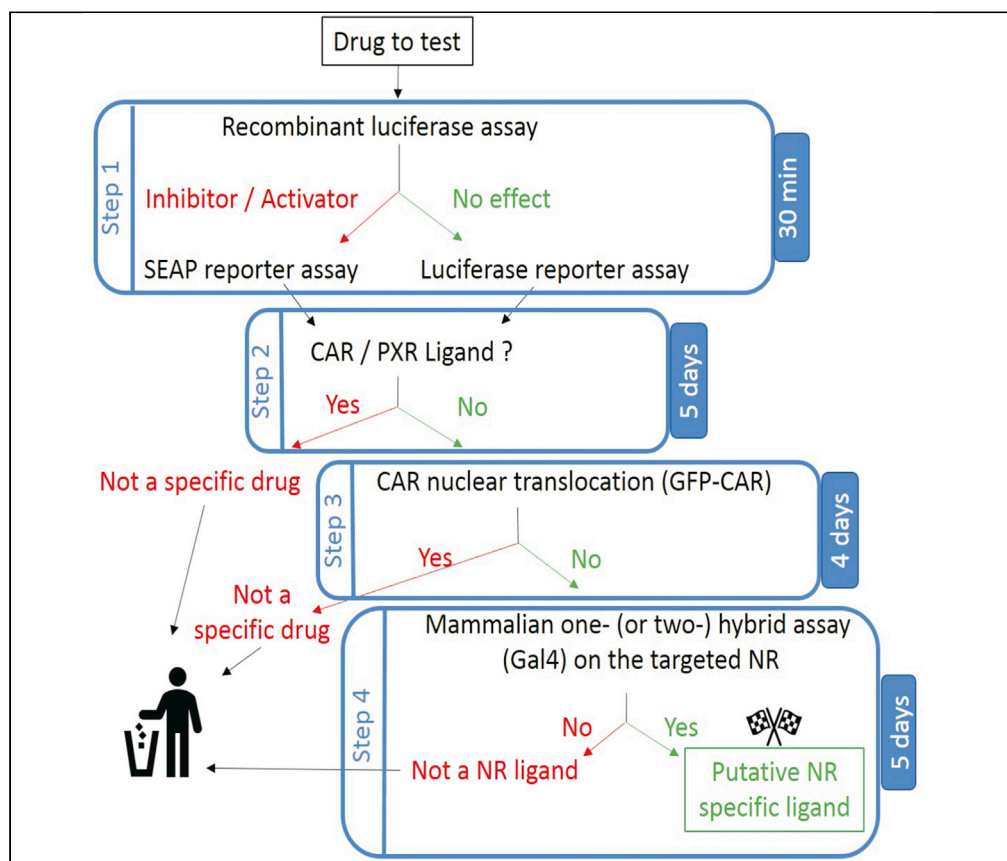 Drug to test
Step 1
Recombinant luciferase assay
30 min
Inhibitor / Activator
No effect
SEAP reporter assay
Luciferase reporter assay
Step 2
CAR / PXR Ligand ?
5 days
Yes
No
Not a specific drug
Step 3
CAR nuclear translocation (GFP-CAR)
4 days
Yes
No
Not a
specific drug
Step 4
Mammalian one- (or two-) hybrid assay
(Gal4) on the targeted NR
5 days
No
Yes
Not a NR ligand
Putative NR
specific ligand